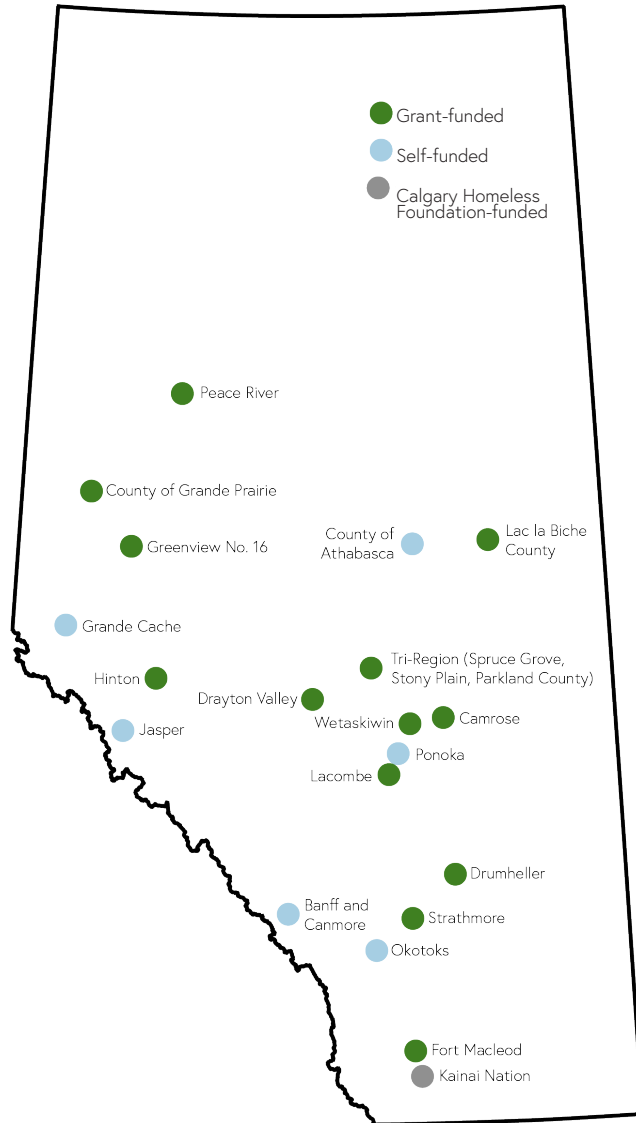 Grant-funded
Self-funded
Calgary Homeless
Foundation-funded
Peace River
County of Grande Prairie
Greenview No. 16
County of
Athabasca
Lac la Biche
County
Grande Cache
Hinton
Tri-Region (Spruce Grove,
Stony Plain, Parkland County)
Drayton Valley
Wetaskiwin
Camrose
Jasper
Ponoka
Lacombe
Drumheller
Banff and
Canmore
Strathmore
Okotoks
Fort Macleod
Kainai Nation